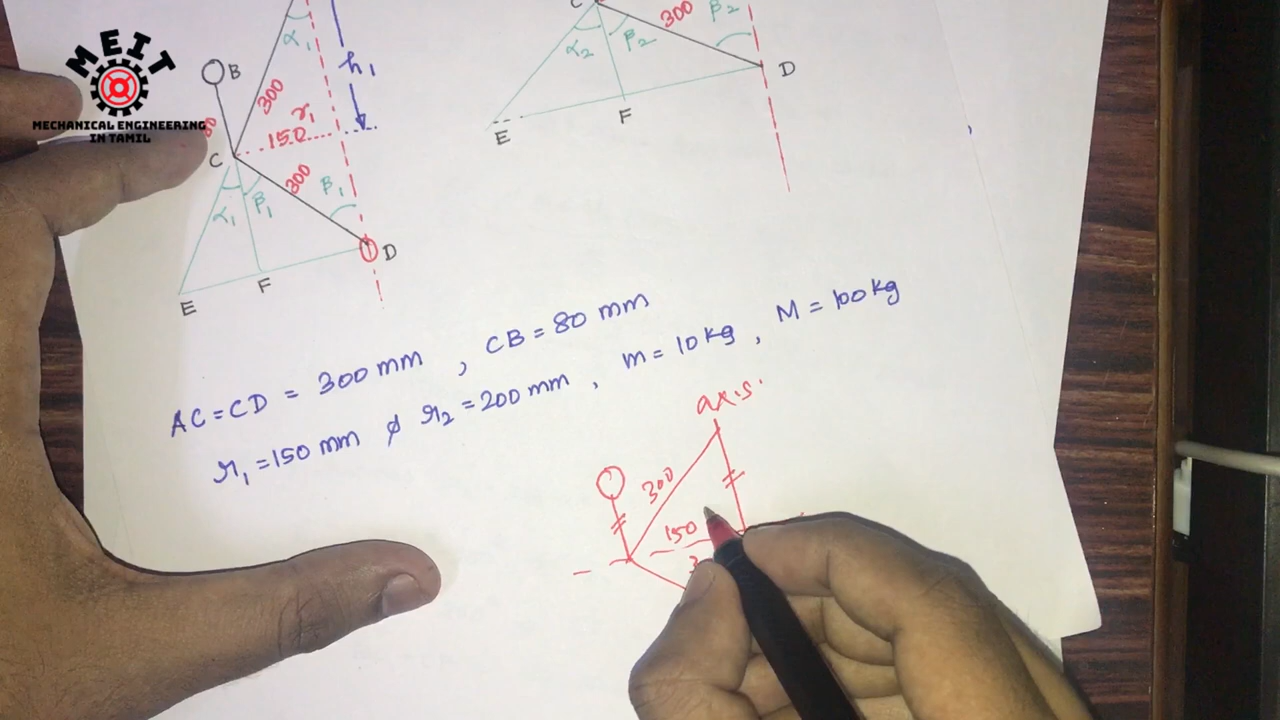 α₁
h₁
B
300
r₁
150
C
300
β₁
α₁
β₁
D
E
F
C
300
β₂
α₂
β₂
D
E
F
MEIT
MECHANICAL ENGINEERING
IN TAMIL
AC = CD = 300 mm , CB = 80 mm
r₁ = 150 mm & r₂ = 200 mm , m = 10 kg , M = 100 kg
axis.
300
150
3